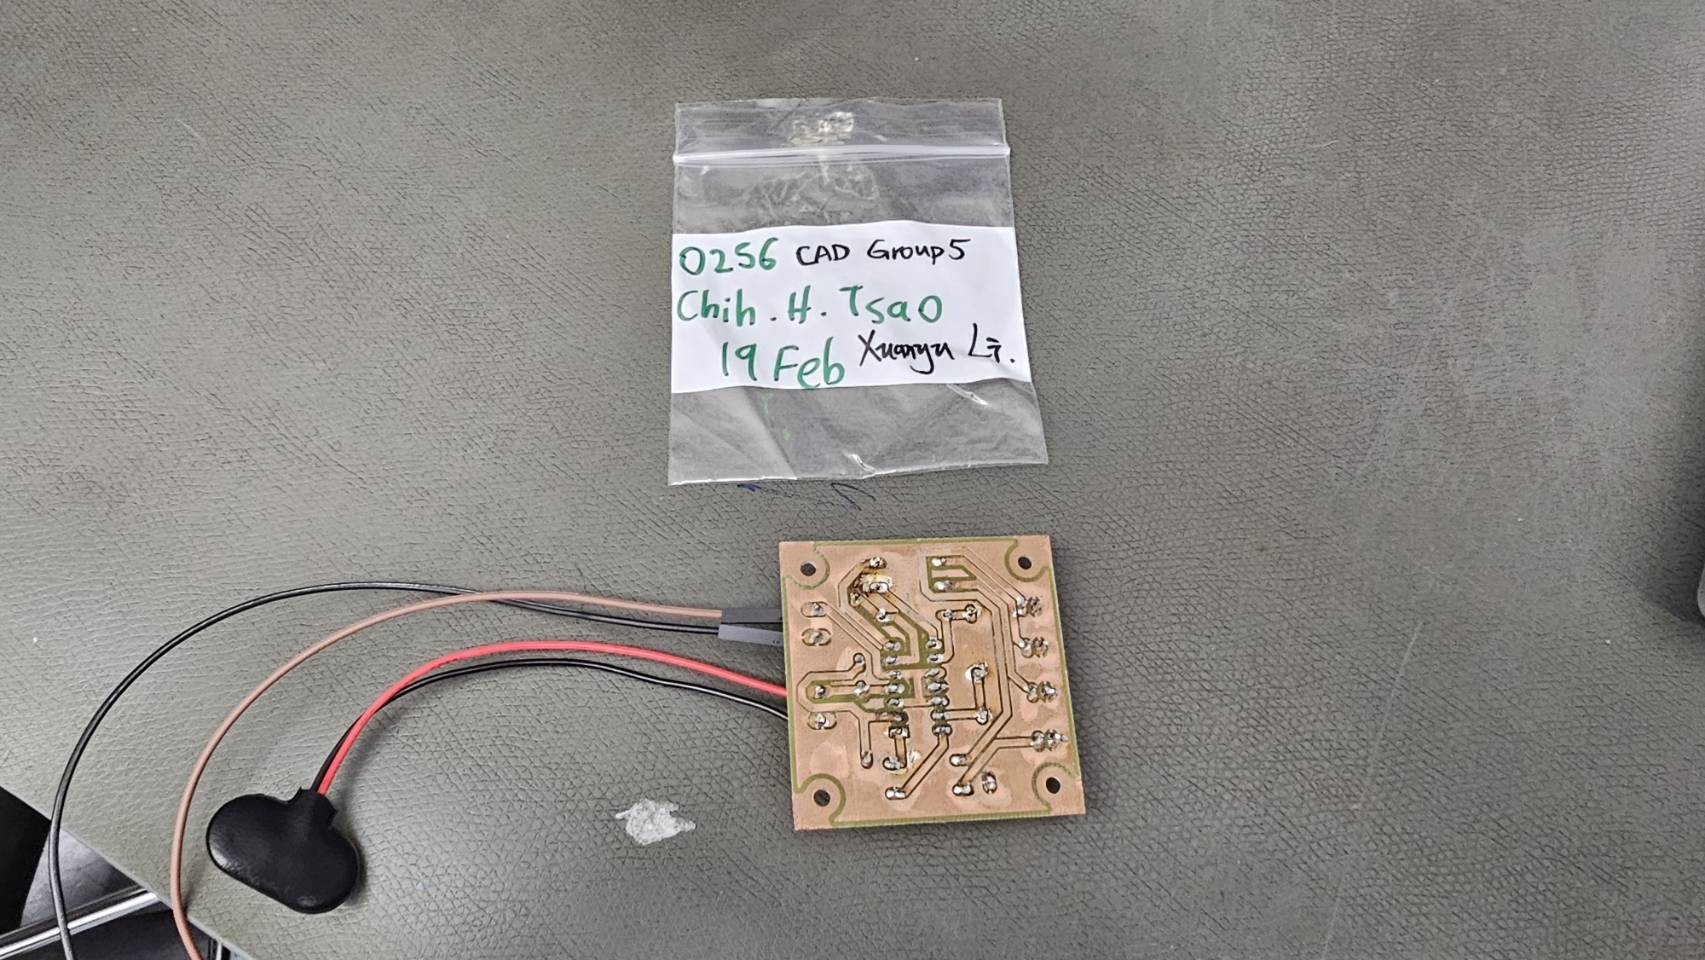 0256 CAD Group5
Chih. H. Tsao
19 Feb Xuanyu Li.